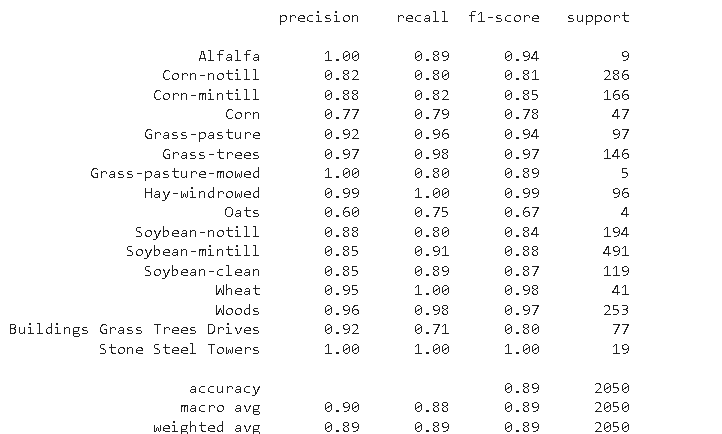 precision recall f1-score support
Alfalfa 1.00 0.89 0.94 9
Corn-notill 0.82 0.80 0.81 286
Corn-mintill 0.88 0.82 0.85 166
Corn 0.77 0.79 0.78 47
Grass-pasture 0.92 0.96 0.94 97
Grass-trees 0.97 0.98 0.97 146
Grass-pasture-mowed 1.00 0.80 0.89 5
Hay-windrowed 0.99 1.00 0.99 96
Oats 0.60 0.75 0.67 4
Soybean-notill 0.88 0.80 0.84 194
Soybean-mintill 0.85 0.91 0.88 491
Soybean-clean 0.85 0.89 0.87 119
Wheat 0.95 1.00 0.98 41
Woods 0.96 0.98 0.97 253
Buildings Grass Trees Drives 0.92 0.71 0.80 77
Stone Steel Towers 1.00 1.00 1.00 19
accuracy 0.89 2050
macro avg 0.90 0.88 0.89 2050
weighted avg 0.89 0.89 0.89 2050